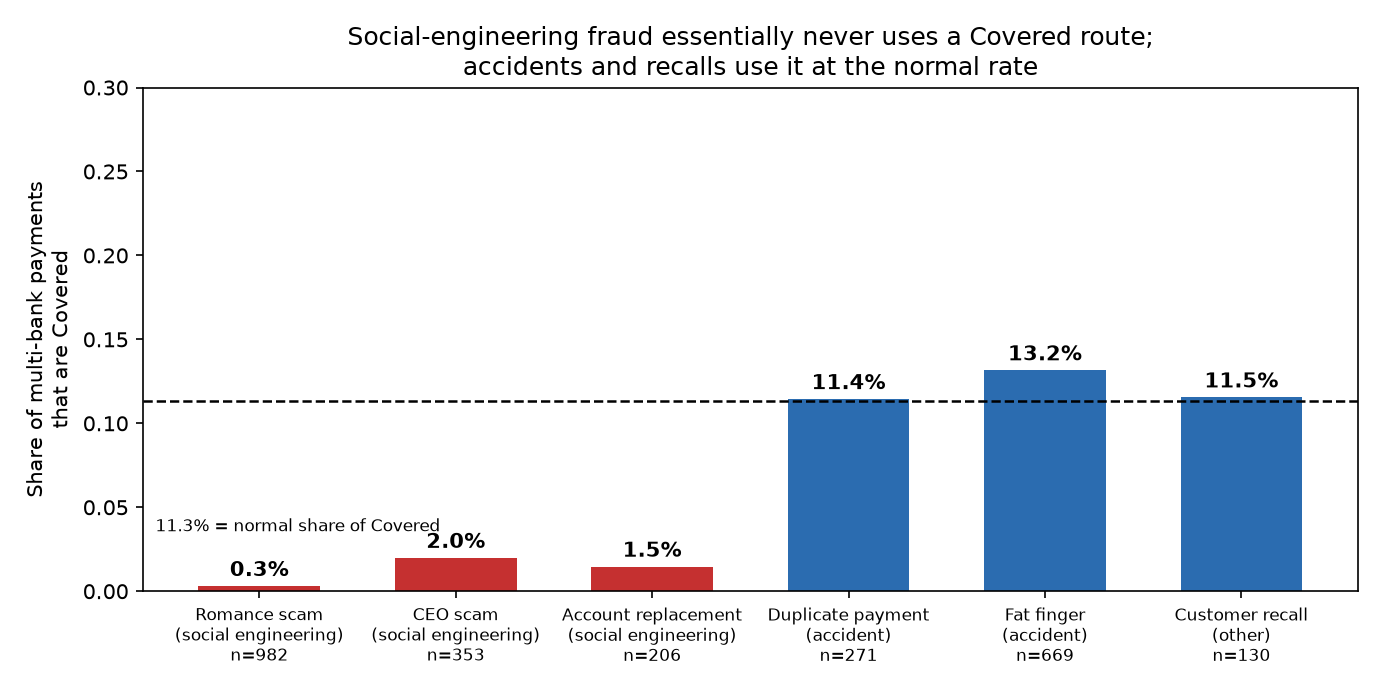 Social-engineering fraud essentially never uses a Covered route;
accidents and recalls use it at the normal rate
Share of multi-bank payments
that are Covered
0.30
0.25
0.20
0.15
0.10
0.05
0.00
11.3% = normal share of Covered
0.3%
2.0%
1.5%
11.4%
13.2%
11.5%
Romance scam
(social engineering)
n=982
CEO scam
(social engineering)
n=353
Account replacement
(social engineering)
n=206
Duplicate payment
(accident)
n=271
Fat finger
(accident)
n=669
Customer recall
(other)
n=130